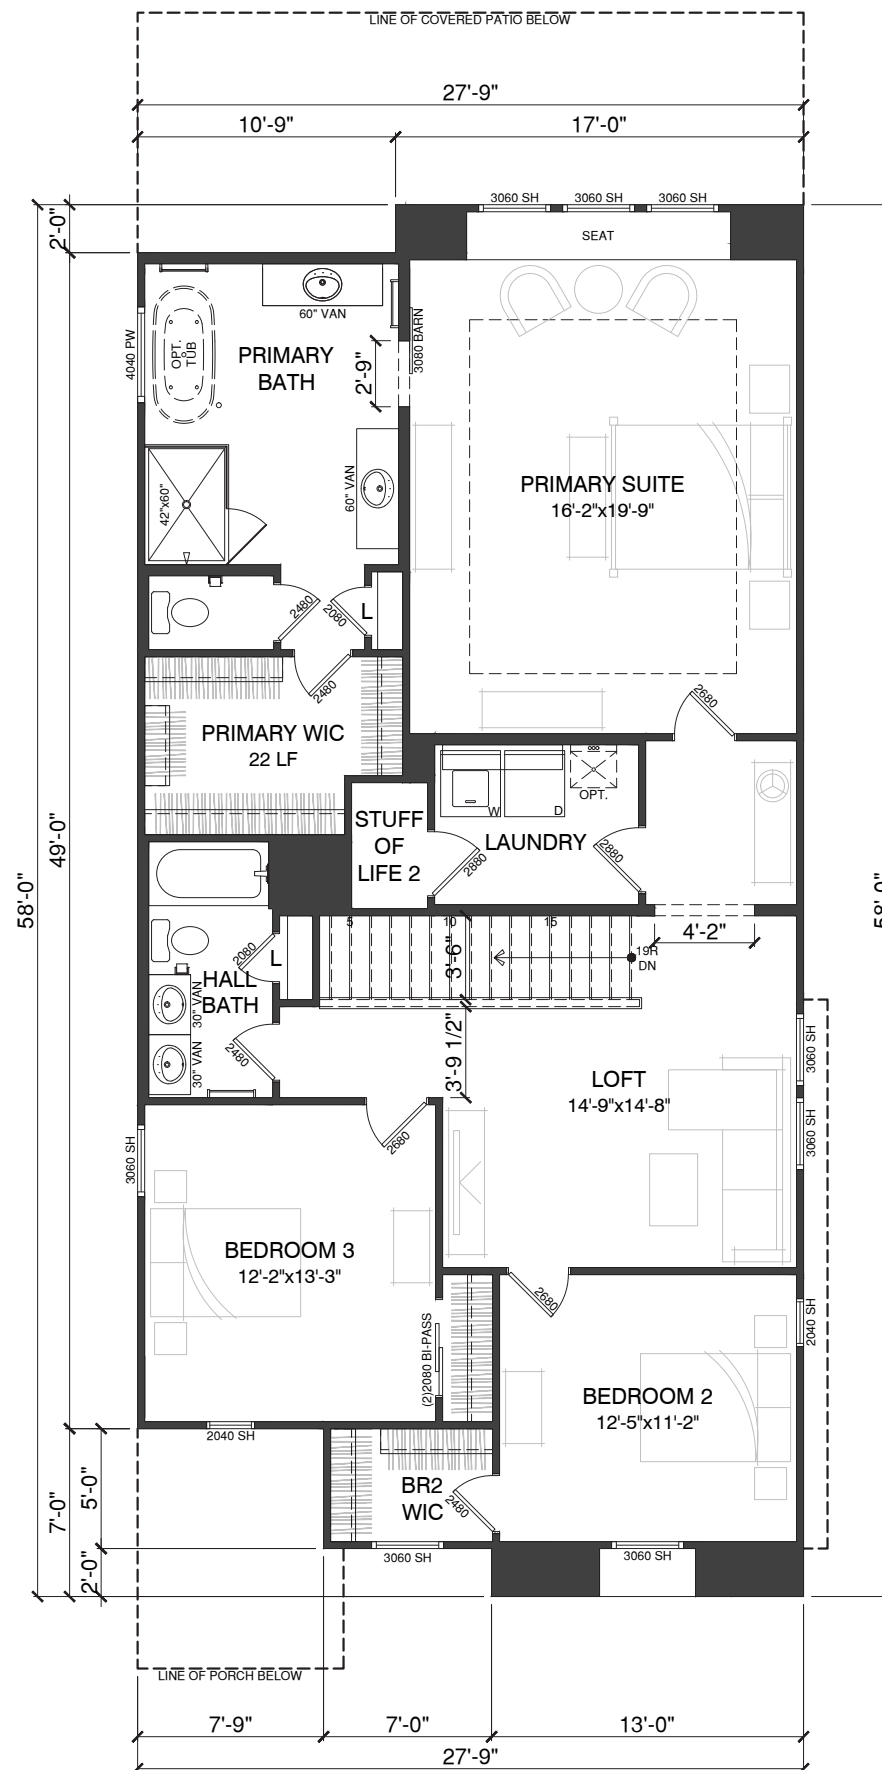 LINE OF COVERED PATIO BELOW
27'-9"
10'-9"
17'-0"
2'-0"
3060 SH
3060 SH
3060 SH
SEAT
60" VAN
4040 PW
OPT.
TUB
PRIMARY
BATH
2'-9"
3080 BARN
42"x60"
60" VAN
PRIMARY SUITE
16'-2"x19'-9"
2480
2080
L
2480
2680
PRIMARY WIC
22 LF
W
D
OPT.
STUFF
OF
LIFE 2
LAUNDRY
2880
2880
49'-0"
58'-0"
58'-0"
5
10
15
4'-2"
3'-6"
19R
DN
2080
L
HALL
BATH
30" VAN
30" VAN
2480
3'-9 1/2"
LOFT
14'-9"x14'-8"
3060 SH
3060 SH
2680
3060 SH
BEDROOM 3
12'-2"x13'-3"
(2)2080 BI-PASS
2680
2040 SH
BEDROOM 2
12'-5"x11'-2"
2040 SH
BR2
WIC
2480
5'-0"
7'-0"
2'-0"
3060 SH
3060 SH
LINE OF PORCH BELOW
7'-9"
7'-0"
13'-0"
27'-9"